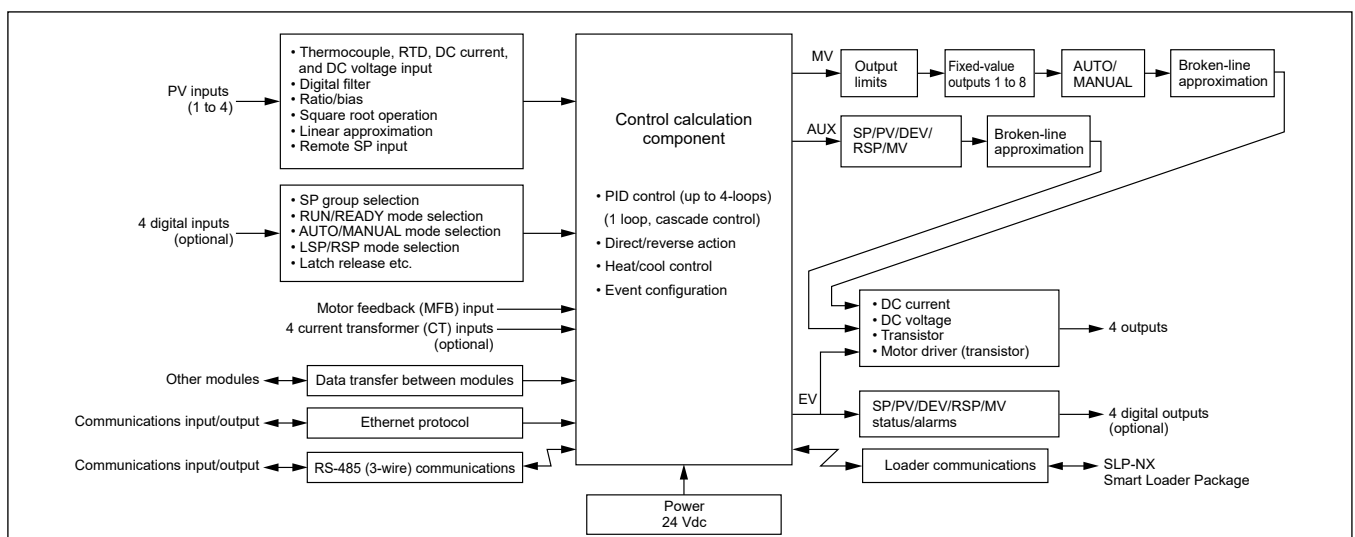 PV inputs
(1 to 4)
• Thermocouple, RTD, DC current,
and DC voltage input
• Digital filter
• Ratio/bias
• Square root operation
• Linear approximation
• Remote SP input
4 digital inputs
(optional)
• SP group selection
• RUN/READY mode selection
• AUTO/MANUAL mode selection
• LSP/RSP mode selection
• Latch release etc.
Motor feedback (MFB) input
4 current transformer (CT) inputs
(optional)
Other modules
Data transfer between modules
Communications input/output
Ethernet protocol
Communications input/output
RS-485 (3-wire) communications
Control calculation
component
• PID control (up to 4-loops)
(1 loop, cascade control)
• Direct/reverse action
• Heat/cool control
• Event configuration
Power
24 Vdc
MV
Output
limits
Fixed-value
outputs 1 to 8
AUTO/
MANUAL
Broken-line
approximation
AUX
SP/PV/DEV/
RSP/MV
Broken-line
approximation
• DC current
• DC voltage
• Transistor
• Motor driver (transistor)
4 outputs
EV
SP/PV/DEV/RSP/MV
status/alarms
4 digital outputs
(optional)
Loader communications
SLP-NX
Smart Loader Package